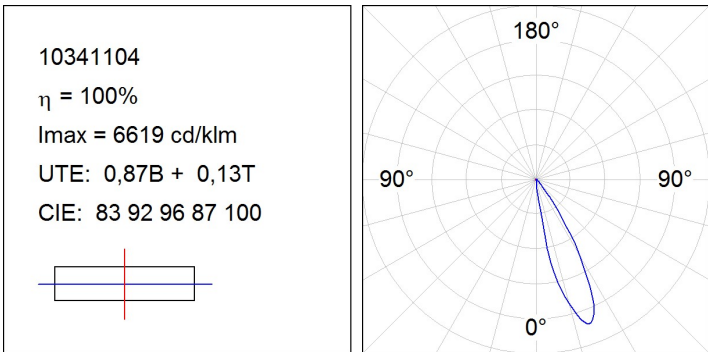 10341104
η = 100%
Imax = 6619 cd/klm
UTE: 0,87B + 0,13T
CIE: 83 92 96 87 100
180°
90° 90°
0°